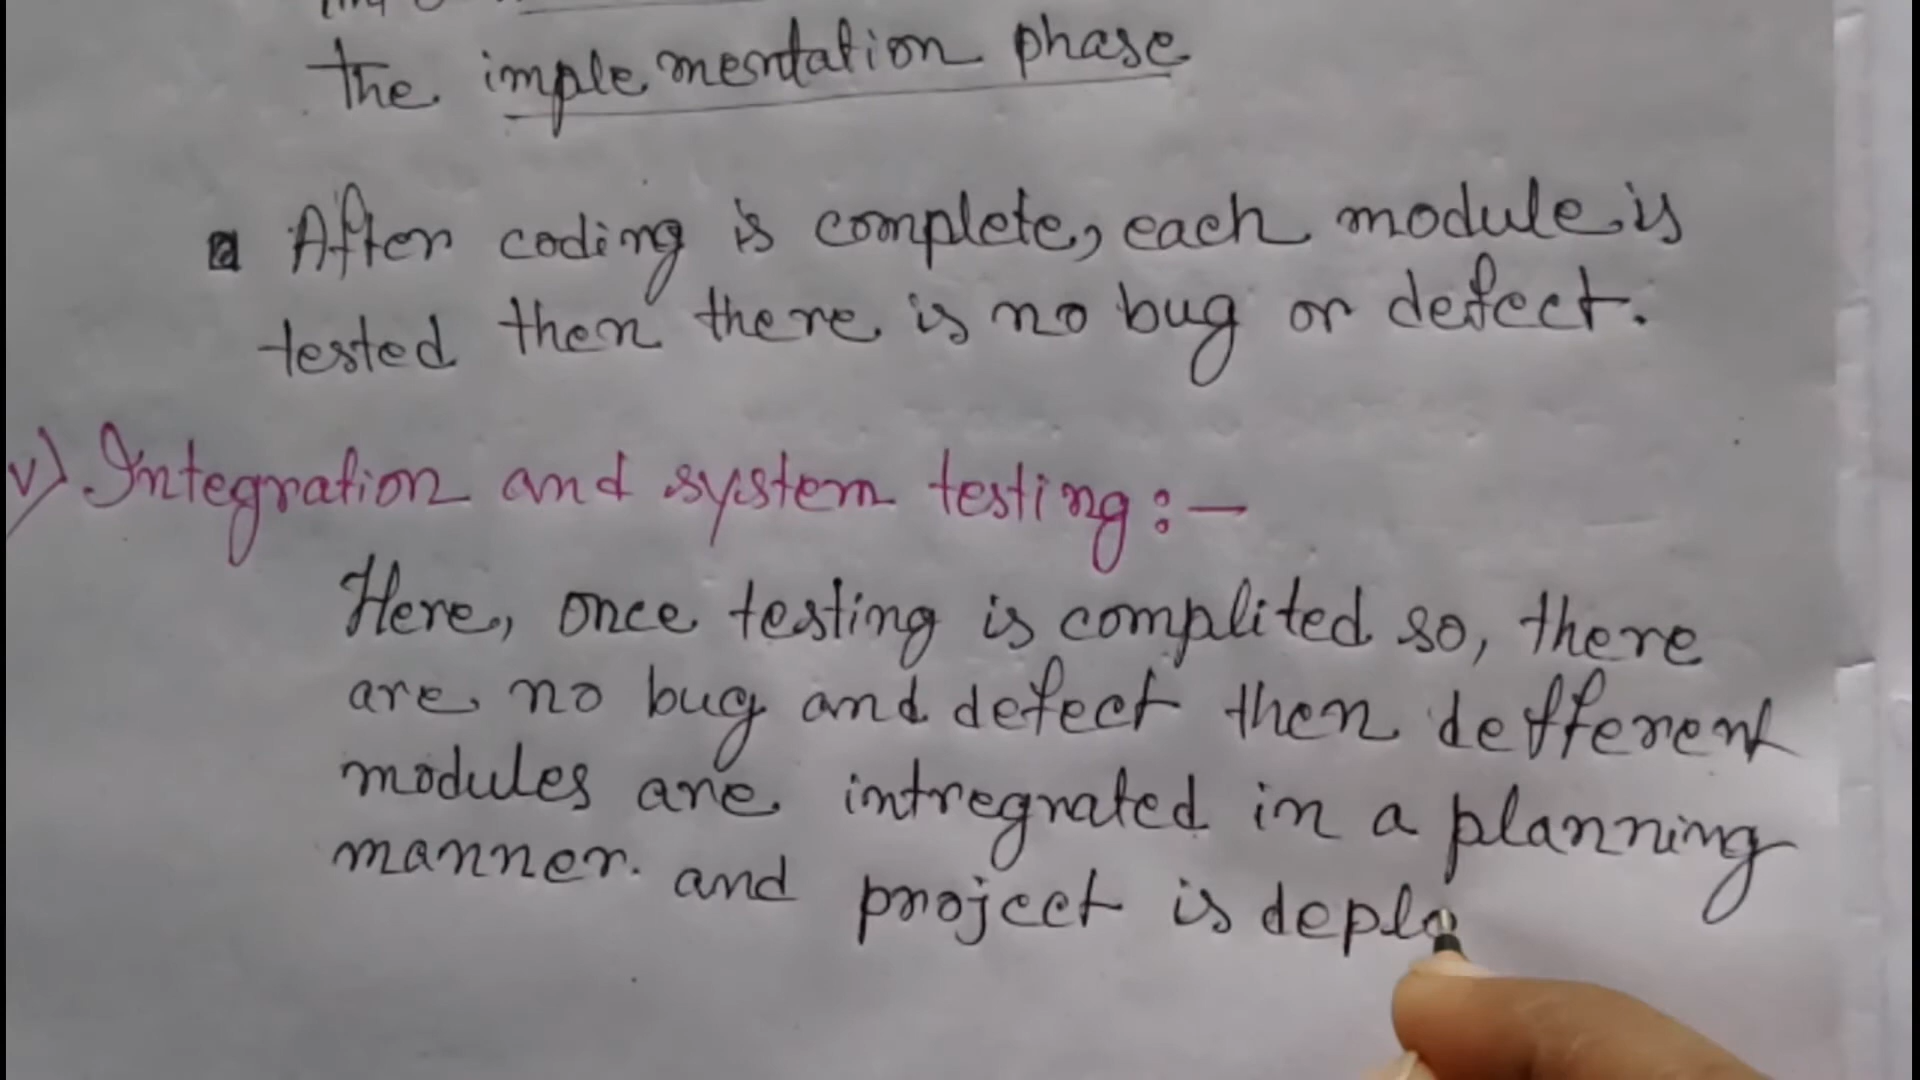 the implementation phase
After coding is complete, each module is
tested then there is no bug or defect.
v) Integration and system testing:-
Here, once testing is complited so, there
are no bug and defect then defferent
modules are intregrated in a planning
manner. and project is deplo